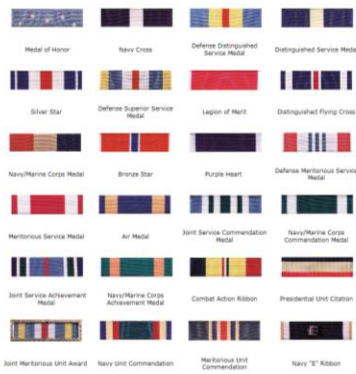 Medal of Honor
Navy Cross
Defense Distinguished
Service Medal
Distinguished Service Medal
Silver Star
Defense Superior Service
Medal
Legion of Merit
Distinguished Flying Cross
Navy/Marine Corps Medal
Bronze Star
Purple Heart
Defense Meritorious Service
Medal
Meritorious Service Medal
Air Medal
Joint Service Commendation
Medal
Navy/Marine Corps
Commendation Medal
Joint Service Achievement
Medal
Navy/Marine Corps
Achievement Medal
Combat Action Ribbon
Presidential Unit Citation
Joint Meritorious Unit Award
Navy Unit Commendation
Meritorious Unit
Commendation
E
Navy "E" Ribbon